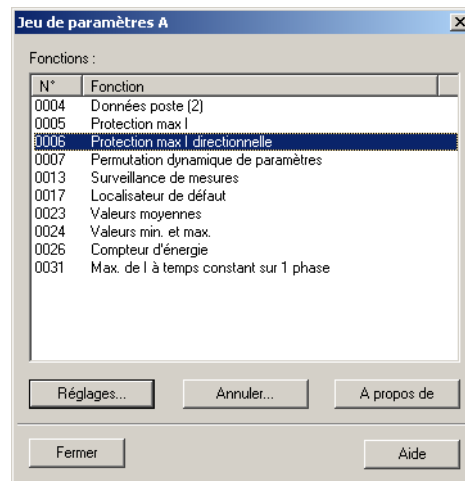 Jeu de paramètres A
Fonctions :
N° Fonction
0004 Données poste (2)
0005 Protection max I
0006 Protection max I directionnelle
0007 Permutation dynamique de paramètres
0013 Surveillance de mesures
0017 Localisateur de défaut
0023 Valeurs moyennes
0024 Valeurs min. et max.
0026 Compteur d'énergie
0031 Max. de I à temps constant sur 1 phase
Réglages... Annuler... A propos de
Fermer Aide